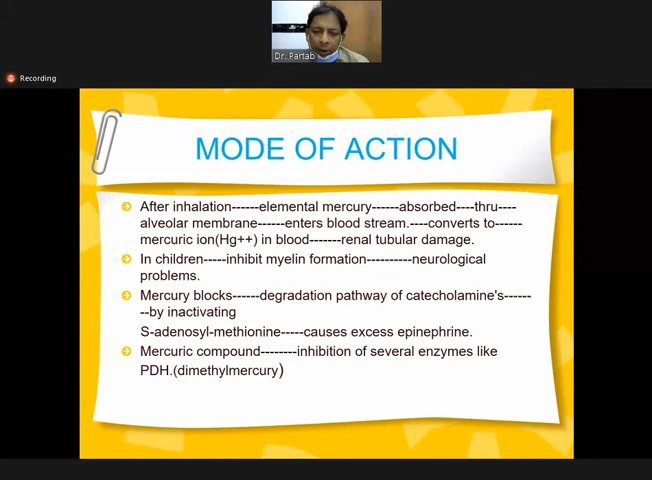 Dr. Partab
Recording
MODE OF ACTION
After inhalation------elemental mercury------absorbed----thru----
alveolar membrane------enters blood stream.----converts to------
mercuric ion(Hg++) in blood-------renal tubular damage.
In children-----inhibit myelin formation----------neurological
problems.
Mercury blocks------degradation pathway of catecholamine's------
--by inactivating
S-adenosyl-methionine-----causes excess epinephrine.
Mercuric compound--------inhibition of several enzymes like
PDH.(dimethylmercury)